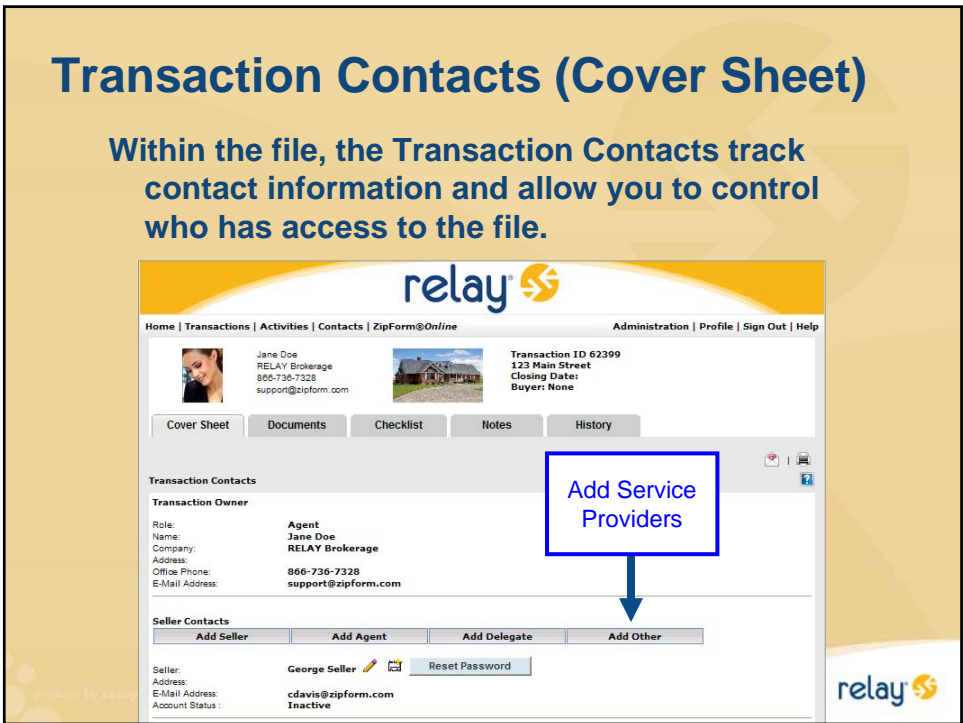 Transaction Contacts (Cover Sheet)
Within the file, the Transaction Contacts track
contact information and allow you to control
who has access to the file.
relay
Home | Transactions | Activities | Contacts | ZipForm®Online
Administration | Profile | Sign Out | Help
Jane Doe
RELAY Brokerage
866-736-7328
support@zipform.com
Transaction ID 62399
123 Main Street
Closing Date:
Buyer: None
Cover Sheet
Documents
Checklist
Notes
History
Transaction Contacts
Add Service
Providers
Transaction Owner
Role: Agent
Name: Jane Doe
Company: RELAY Brokerage
Address:
Office Phone: 866-736-7328
E-Mail Address: support@zipform.com
Seller Contacts
Add Seller
Add Agent
Add Delegate
Add Other
Seller: George Seller
Reset Password
Address:
E-Mail Address: cdavis@zipform.com
Account Status : Inactive
relay